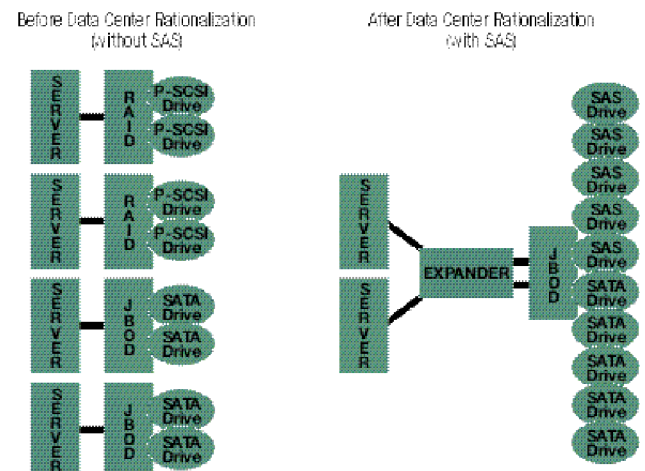 Before Data Center Rationalization
(without SAS)
SERVER
RAID
P-SCSI
Drive
P-SCSI
Drive
SERVER
RAID
P-SCSI
Drive
P-SCSI
Drive
SERVER
JBOD
SATA
Drive
SATA
Drive
SERVER
JBOD
SATA
Drive
SATA
Drive
After Data Center Rationalization
(with SAS)
SERVER
SERVER
EXPANDER
JBOD
SAS
Drive
SAS
Drive
SAS
Drive
SAS
Drive
SAS
Drive
SATA
Drive
SATA
Drive
SATA
Drive
SATA
Drive
SATA
Drive